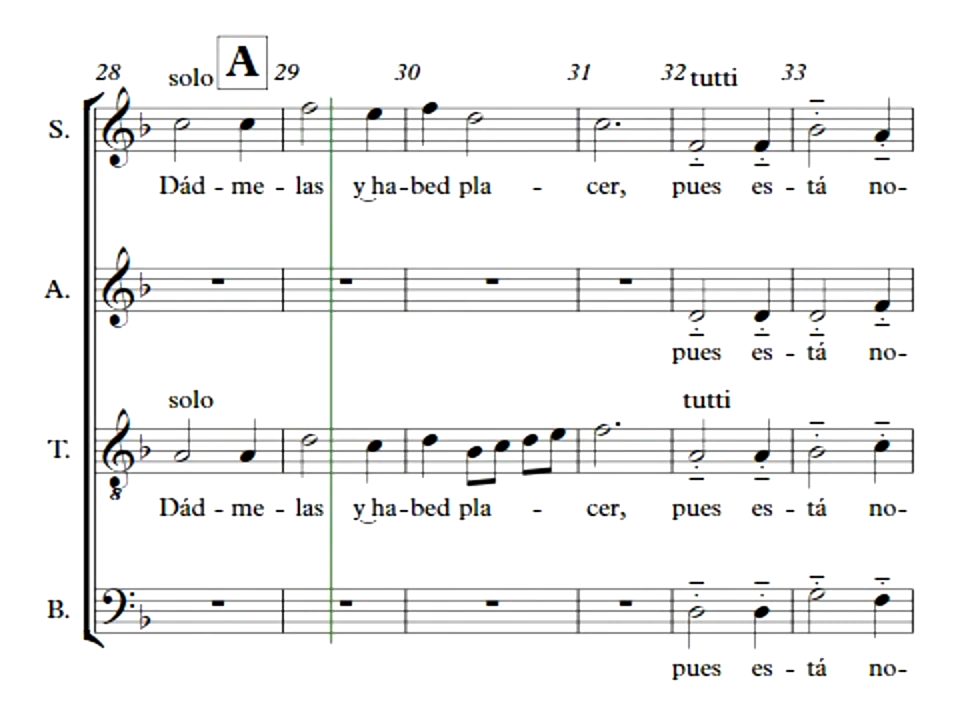 28 solo A 29 30 31 32 tutti 33
S.
Dád - me - las y ha - bed pla - cer, pues es - tá no-
A.
pues es - tá no-
solo tutti
T.
8
Dád - me - las y ha - bed pla - cer, pues es - tá no-
B.
pues es - tá no-